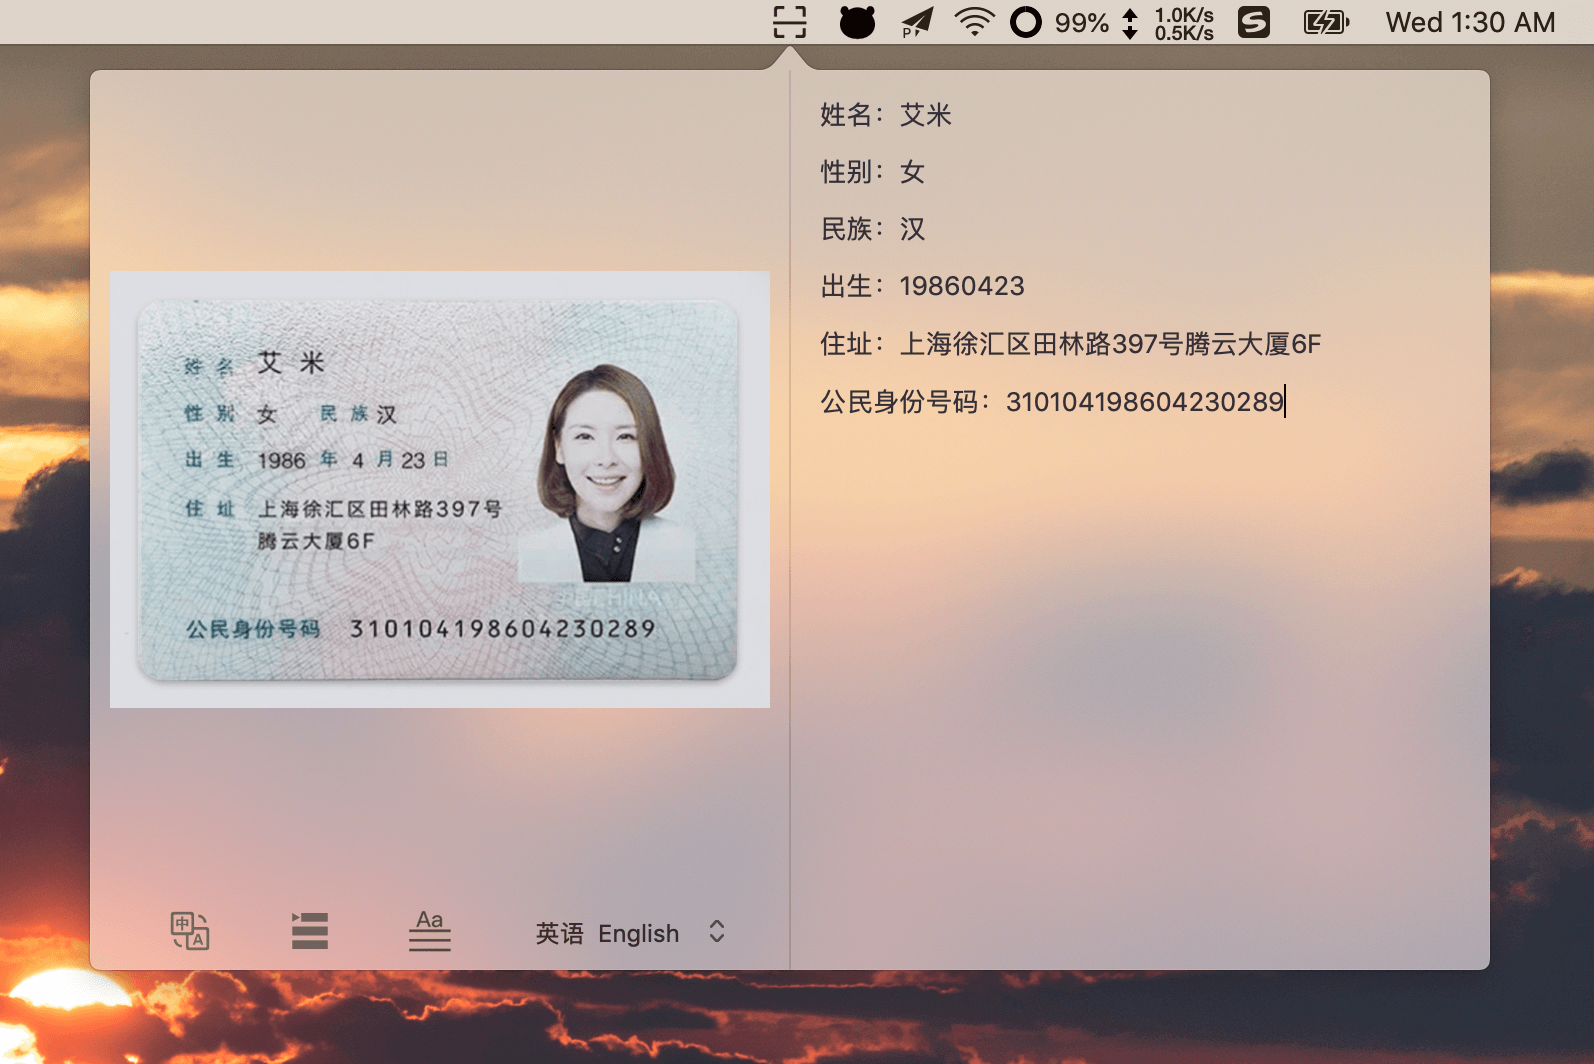 99%
1.0K/s
0.5K/s
Wed 1:30 AM
姓名 艾米
性别 女 民族 汉
出生 1986 年 4 月 23 日
住址 上海徐汇区田林路397号
腾云大厦6F
公民身份号码 310104198604230289
姓名：艾米
性别：女
民族：汉
出生：19860423
住址：上海徐汇区田林路397号腾云大厦6F
公民身份号码：310104198604230289
中 A
Aa
英语 English